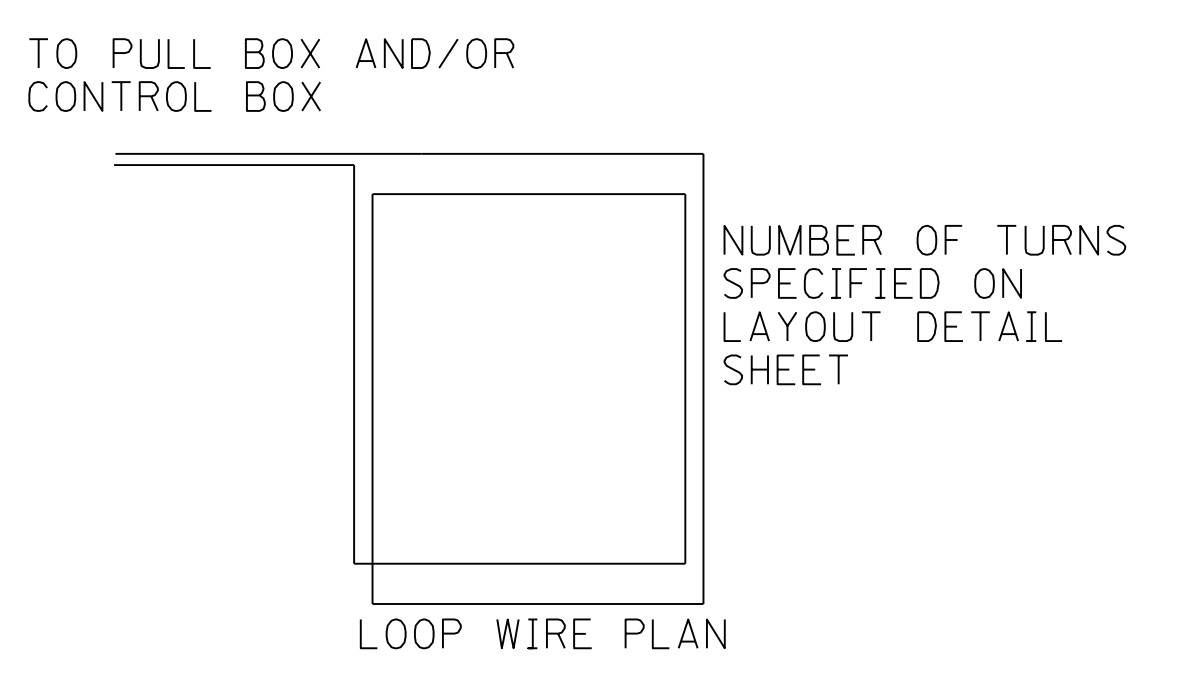 TO PULL BOX AND/OR
CONTROL BOX
NUMBER OF TURNS
SPECIFIED ON
LAYOUT DETAIL
SHEET
LOOP WIRE PLAN